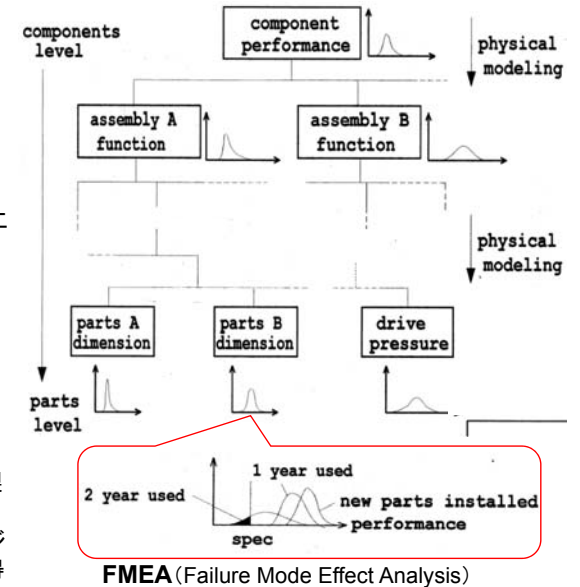 components
level
component
performance
physical
modeling
assembly A
function
assembly B
function
physical
modeling
parts A
dimension
parts B
dimension
drive
pressure
parts
level
1 year used
2 year used
new parts installed
performance
spec
FMEA(Failure Mode Effect Analysis)